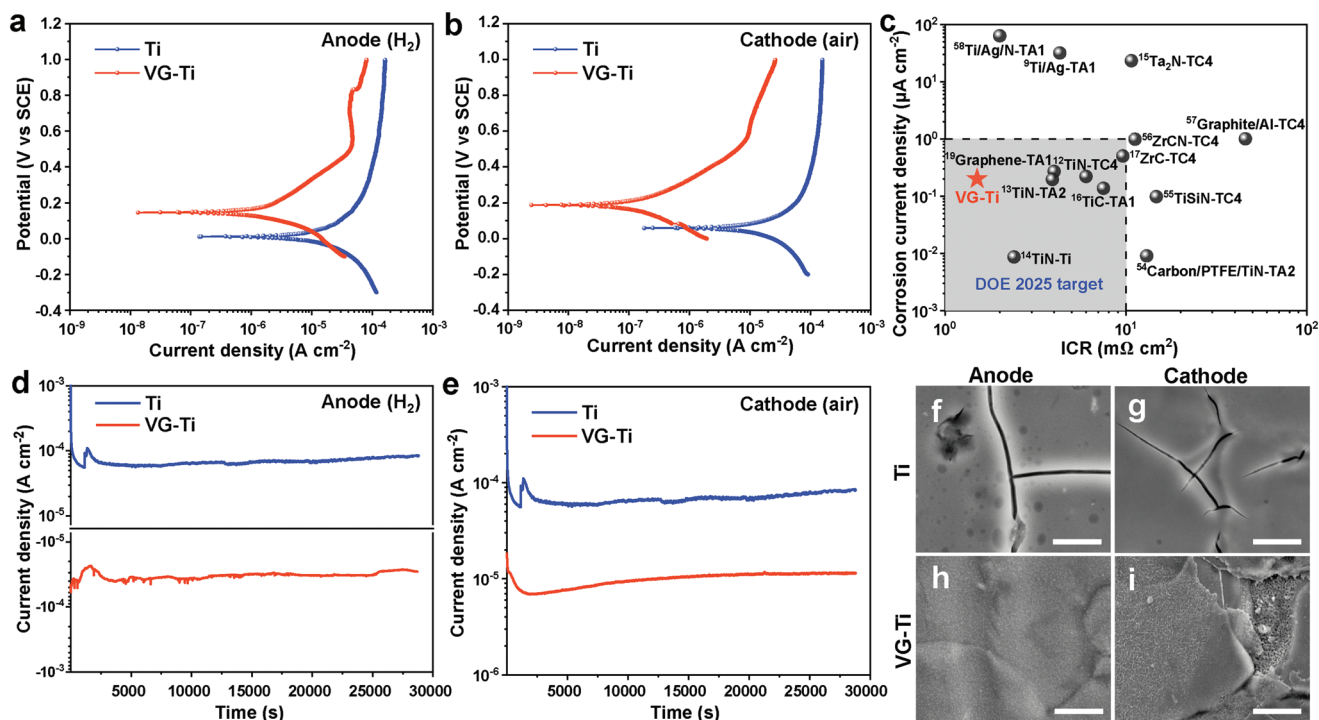 a
Ti
VG-Ti
Anode (H₂)
1.2
1.0
0.8
0.6
0.4
0.2
0.0
-0.2
-0.4
Potential (V vs SCE)
10⁻⁹ 10⁻⁸ 10⁻⁷ 10⁻⁶ 10⁻⁵ 10⁻⁴ 10⁻³
Current density (A cm⁻²)
b
Ti
VG-Ti
Cathode (air)
1.2
1.0
0.8
0.6
0.4
0.2
0.0
-0.2
-0.4
Potential (V vs SCE)
10⁻⁹ 10⁻⁸ 10⁻⁷ 10⁻⁶ 10⁻⁵ 10⁻⁴ 10⁻³
Current density (A cm⁻²)
c
10²
10¹
10⁰
10⁻¹
10⁻²
10⁻³
Corrosion current density (µA cm⁻²)
⁵⁸Ti/Ag/N-TA1
⁹Ti/Ag-TA1
¹⁵Ta₂N-TC4
⁵⁷Graphite/Al-TC4
⁵⁶ZrCN-TC4
¹⁷ZrC-TC4
¹⁹Graphene-TA1
¹²TiN-TC4
VG-Ti
¹³TiN-TA2
¹⁶TiC-TA1
⁵⁵TiSiN-TC4
¹⁴TiN-Ti
⁵⁴Carbon/PTFE/TiN-TA2
DOE 2025 target
10⁰ 10¹ 10²
ICR (mΩ cm²)
d
Ti
VG-Ti
Anode (H₂)
10⁻³
10⁻⁴
10⁻⁵
-10⁻⁵
-10⁻⁴
-10⁻³
Current density (A cm⁻²)
5000 10000 15000 20000 25000 30000
Time (s)
e
Ti
VG-Ti
Cathode (air)
10⁻³
10⁻⁴
10⁻⁵
10⁻⁶
Current density (A cm⁻²)
5000 10000 15000 20000 25000 30000
Time (s)
Anode Cathode
Ti
f
g
VG-Ti
h
i